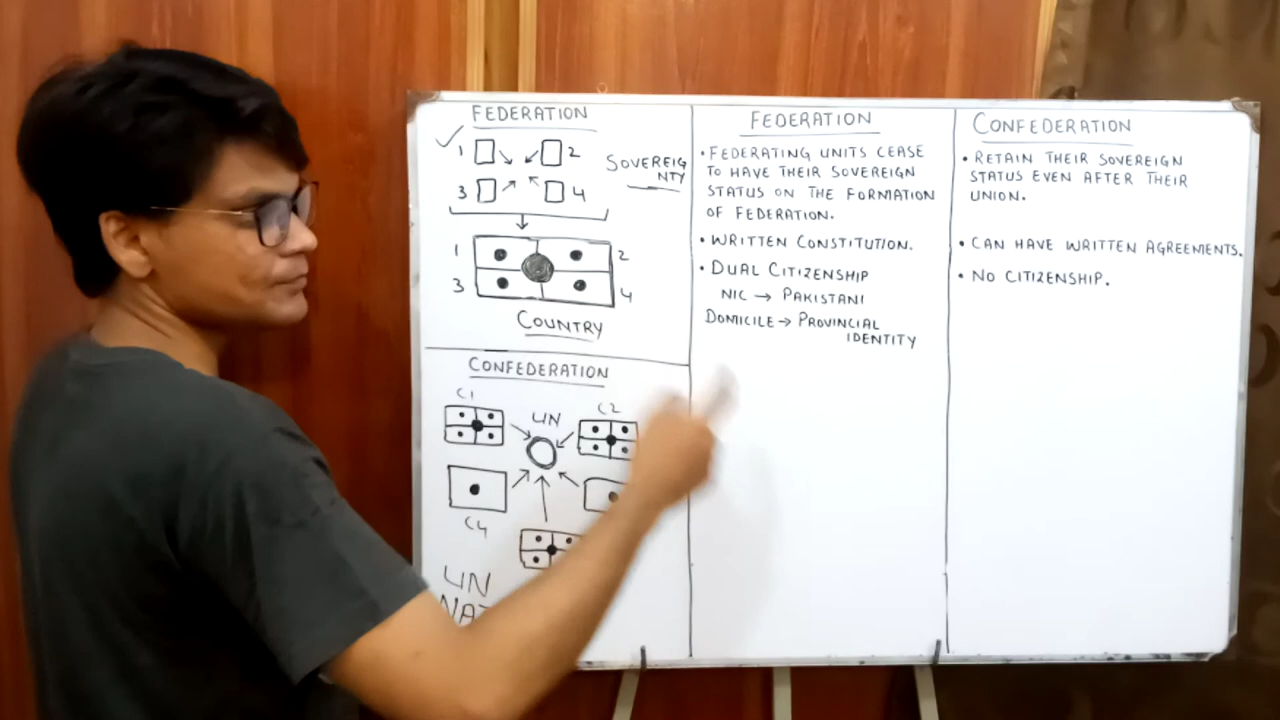 FEDERATION
1 2
SOVEREIG
NTY
3 4
1 2
3 4
COUNTRY
CONFEDERATION
C1 C2
UN
C4
UN
FEDERATION
• FEDERATING UNITS CEASE
TO HAVE THEIR SOVEREIGN
STATUS ON THE FORMATION
OF FEDERATION.
• WRITTEN CONSTITUTION.
• DUAL CITIZENSHIP
NIC → PAKISTANI
DOMICILE → PROVINCIAL
IDENTITY
CONFEDERATION
• RETAIN THEIR SOVEREIGN
STATUS EVEN AFTER THEIR
UNION.
• CAN HAVE WRITTEN AGREEMENTS.
• NO CITIZENSHIP.